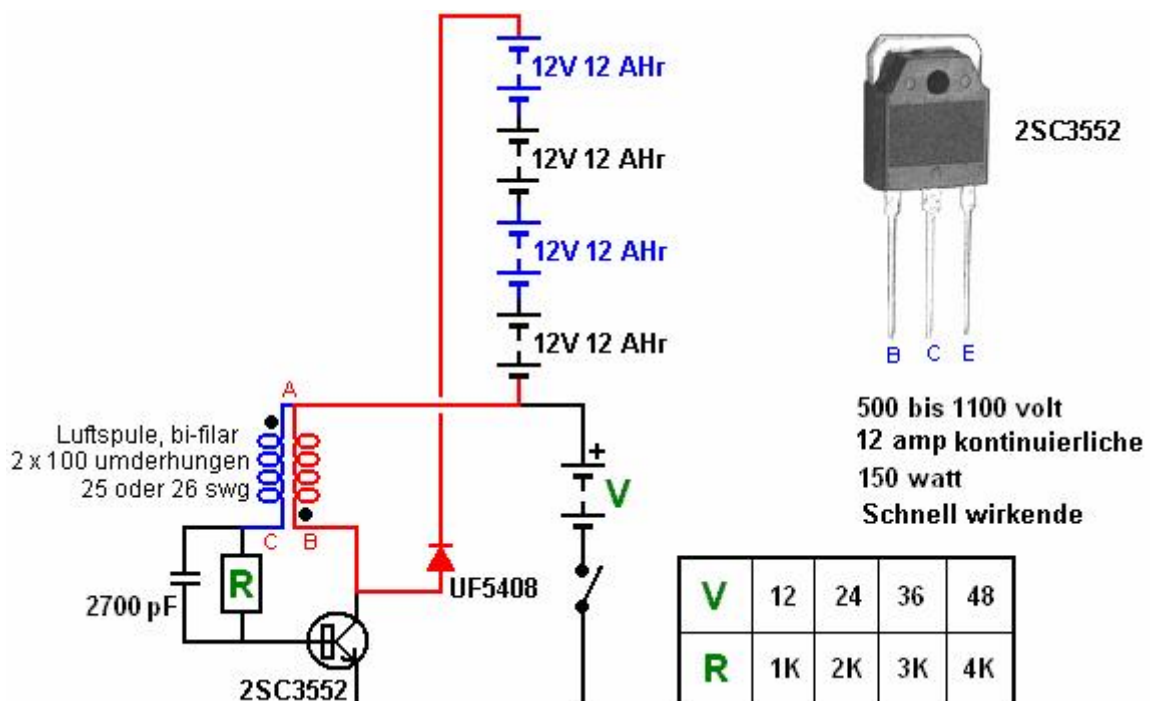 12V 12 AHr
12V 12 AHr
12V 12 AHr
12V 12 AHr
2SC3552
B C E
500 bis 1100 volt
12 amp kontinuierliche
150 watt
Schnell wirkende
A
Luftspule, bi-filar
2 x 100 umderhungen
25 oder 26 swg
C B
+
V
R
2700 pF
UF5408
2SC3552
V 12 24 36 48
R 1K 2K 3K 4K